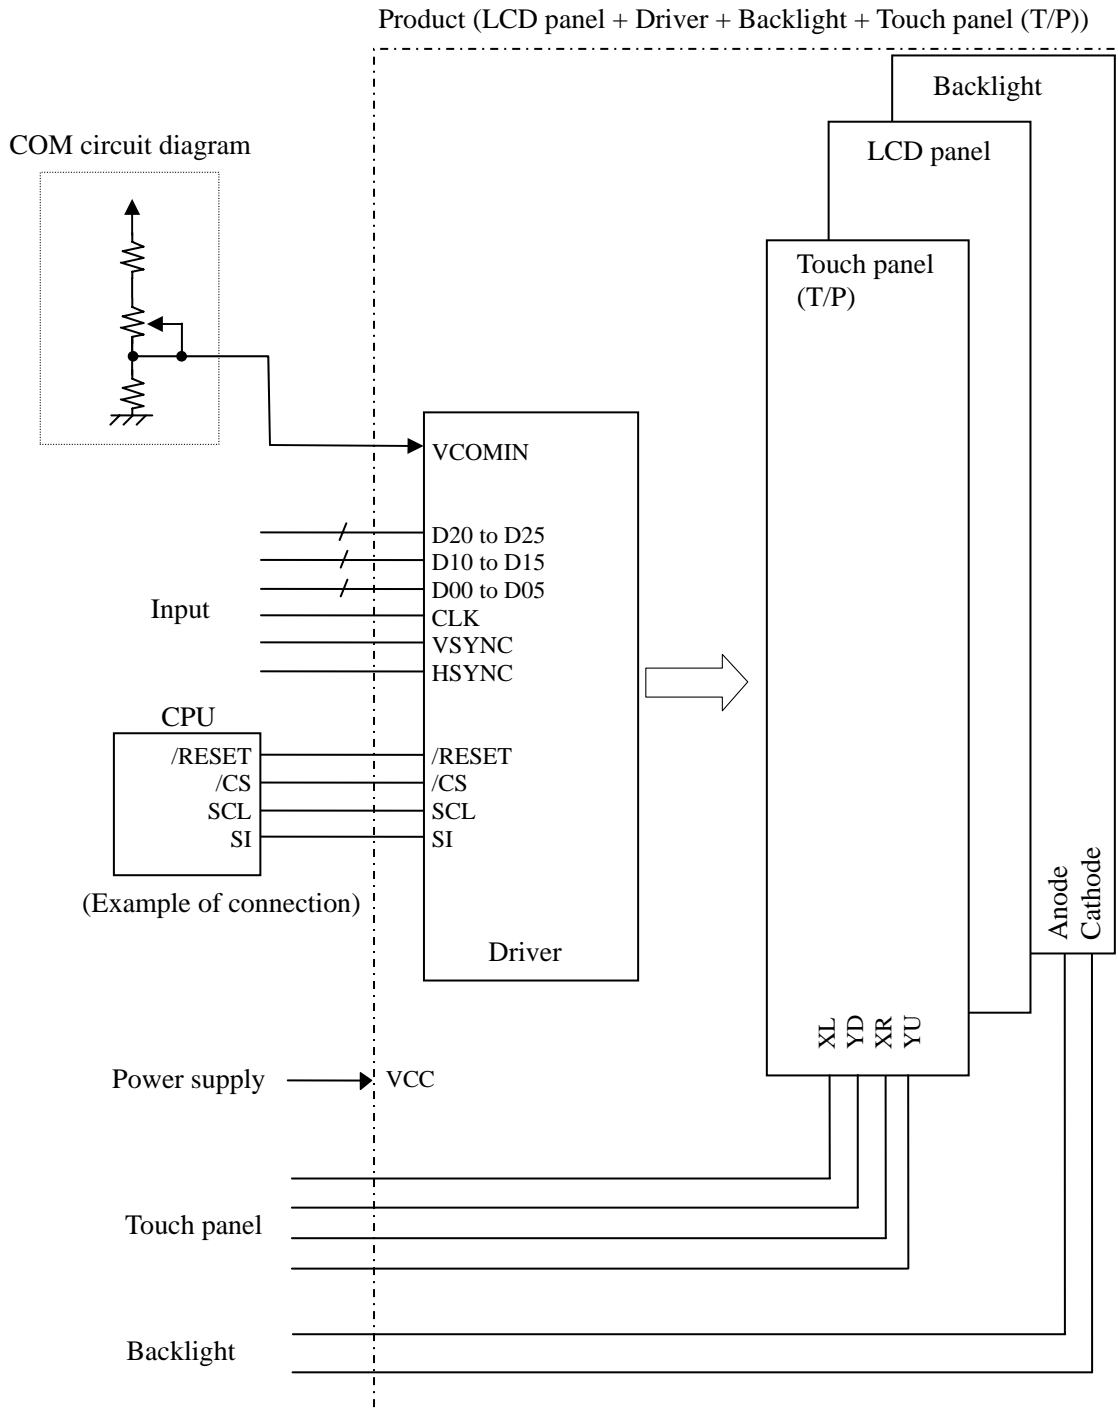 Product (LCD panel + Driver + Backlight + Touch panel (T/P))
Backlight
COM circuit diagram
LCD panel
Touch panel
(T/P)
VCOMIN
D20 to D25
D10 to D15
D00 to D05
Input
CLK
VSYNC
HSYNC
CPU
/RESET
/CS
SCL
SI
/RESET
/CS
SCL
SI
(Example of connection)
Driver
Anode
Cathode
XL
YD
XR
YU
Power supply
VCC
Touch panel
Backlight